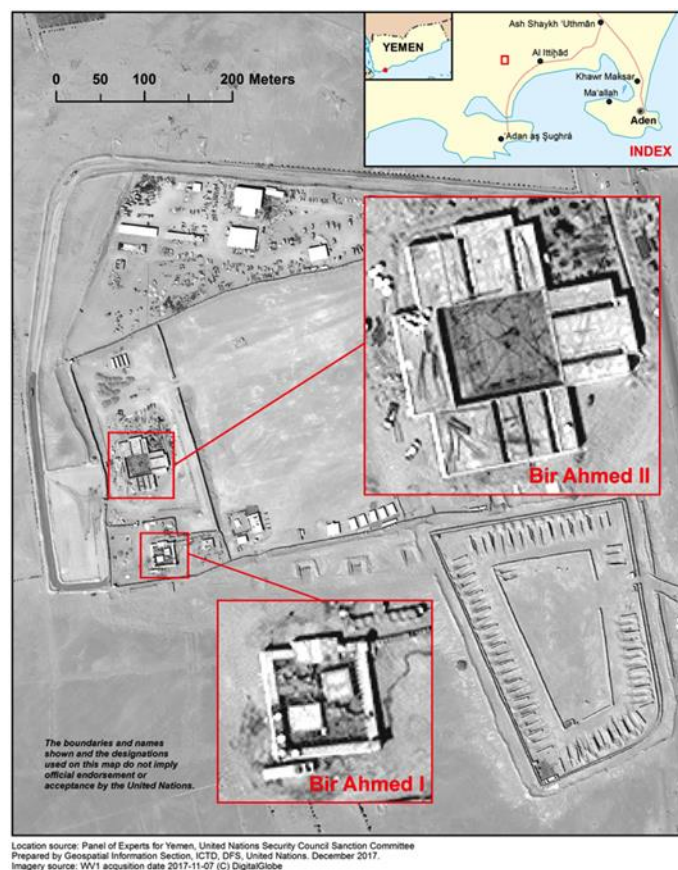 0 50 100 200 Meters
YEMEN
Ash Shaykh 'Uthmān
Al Ittiḩād
Khawr Maksar
Ma'allah
Aden
'Adan aş Şughrá
INDEX
Bir Ahmed II
Bir Ahmed I
The boundaries and names
shown and the designations
used on this map do not imply
official endorsement or
acceptance by the United Nations.
Location source: Panel of Experts for Yemen, United Nations Security Council Sanction Committee
Prepared by Geospatial Information Section, ICTD, DFS, United Nations. December 2017.
Imagery source: WV1 acqusition date 2017-11-07 (C) DigitalGlobe